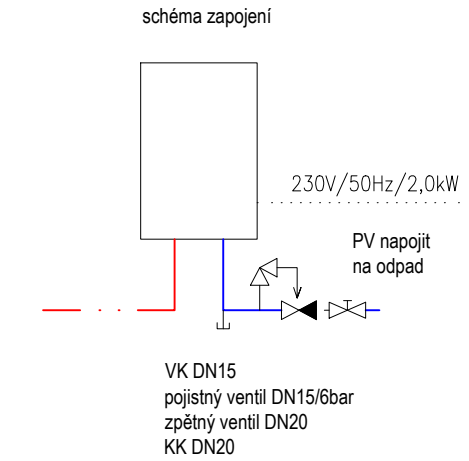 schéma zapojení
230V/50Hz/2,0kW
PV napojit
na odpad
VK DN15
pojistný ventil DN15/6bar
zpětný ventil DN20
KK DN20